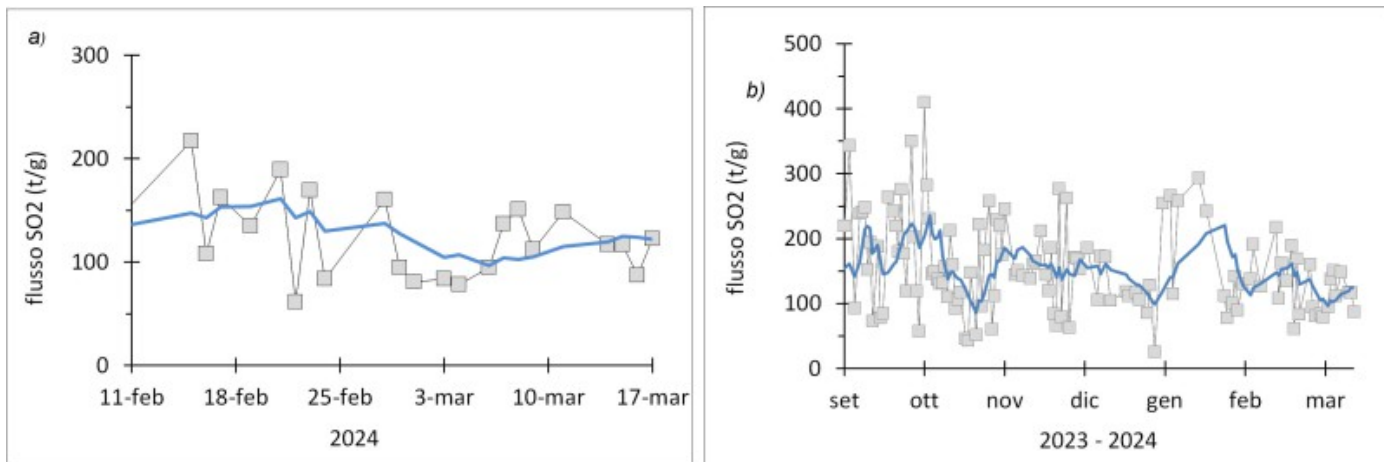 a)
300
200
100
0
flusso SO2 (t/g)
11-feb 18-feb 25-feb 3-mar 10-mar 17-mar
2024
b)
500
400
300
200
100
0
flusso SO2 (t/g)
set ott nov dic gen feb mar
2023 - 2024